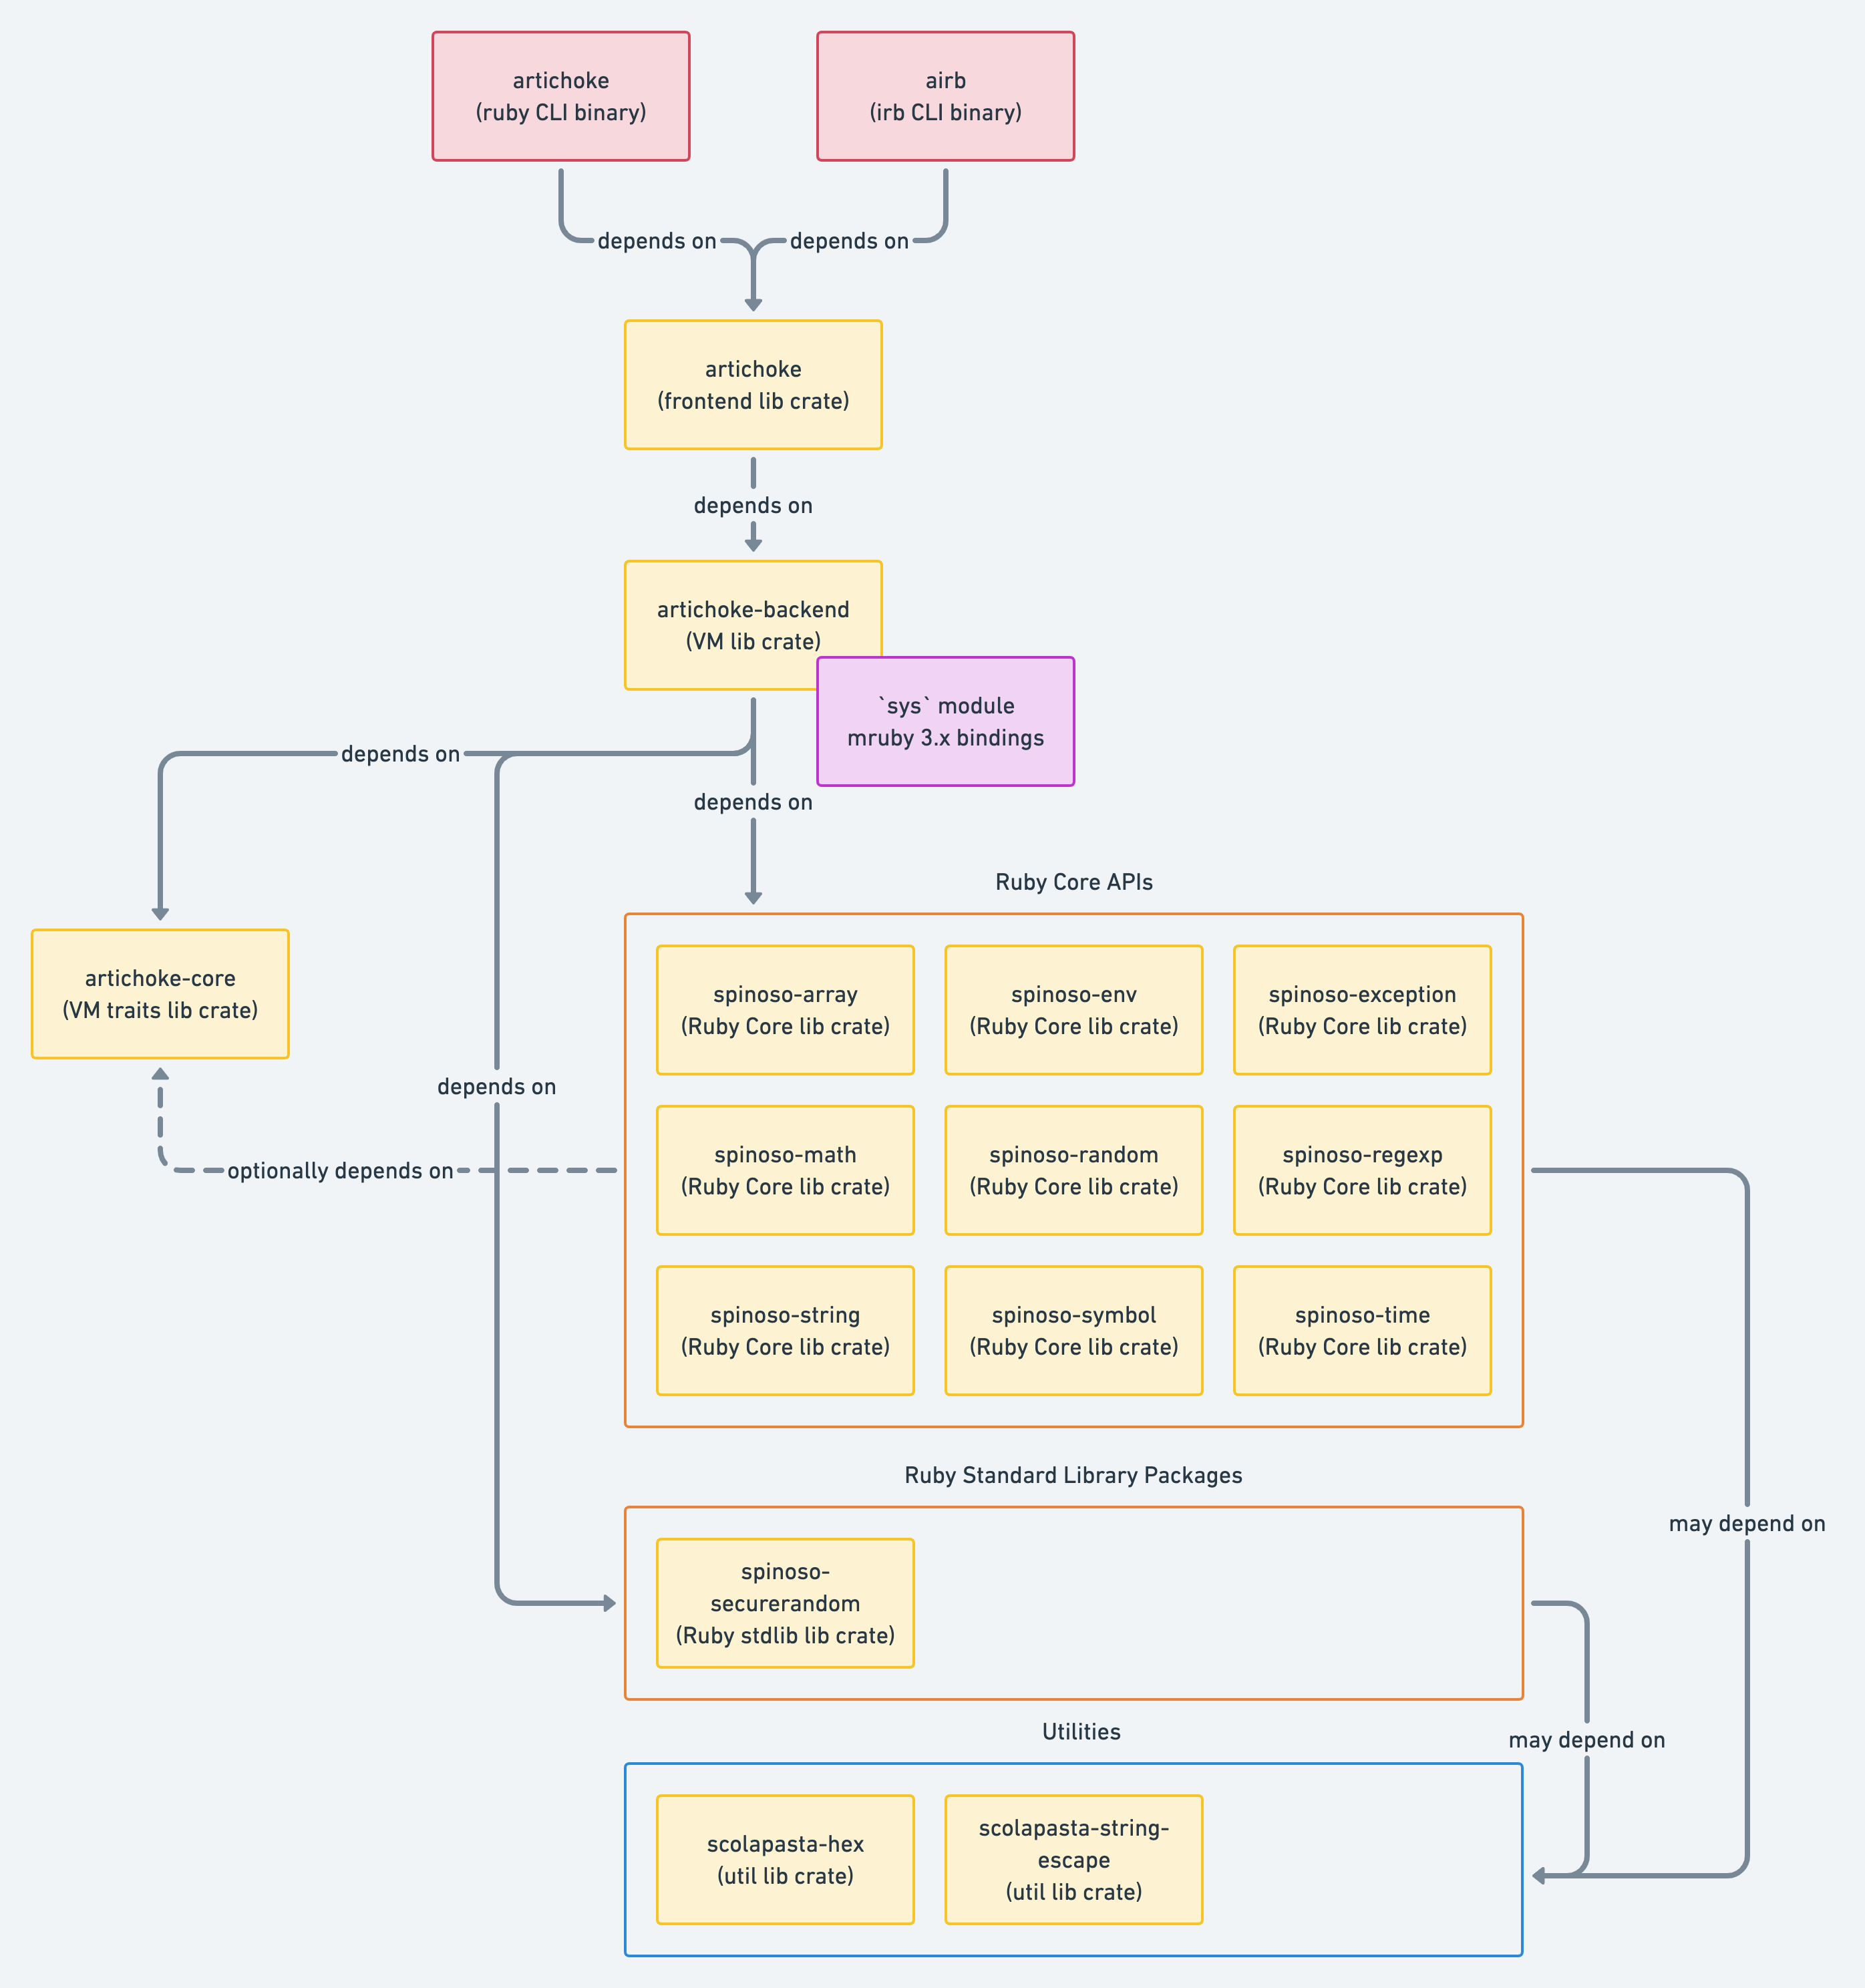 artichoke
(ruby CLI binary)
airb
(irb CLI binary)
depends on
depends on
artichoke
(frontend lib crate)
depends on
artichoke-backend
(VM lib crate)
`sys` module
mruby 3.x bindings
depends on
depends on
Ruby Core APIs
artichoke-core
(VM traits lib crate)
spinoso-array
(Ruby Core lib crate)
spinoso-env
(Ruby Core lib crate)
spinoso-exception
(Ruby Core lib crate)
depends on
spinoso-math
(Ruby Core lib crate)
spinoso-random
(Ruby Core lib crate)
spinoso-regexp
(Ruby Core lib crate)
optionally depends on
spinoso-string
(Ruby Core lib crate)
spinoso-symbol
(Ruby Core lib crate)
spinoso-time
(Ruby Core lib crate)
Ruby Standard Library Packages
may depend on
spinoso-
securerandom
(Ruby stdlib lib crate)
Utilities
may depend on
scolapasta-hex
(util lib crate)
scolapasta-string-
escape
(util lib crate)